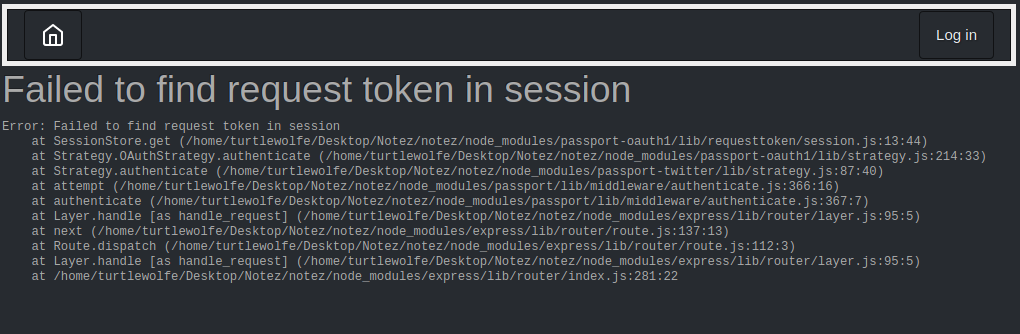 Log in
Failed to find request token in session
Error: Failed to find request token in session
    at SessionStore.get (/home/turtlewolfe/Desktop/Notez/notez/node_modules/passport-oauth1/lib/requesttoken/session.js:13:44)
    at Strategy.OAuthStrategy.authenticate (/home/turtlewolfe/Desktop/Notez/notez/node_modules/passport-oauth1/lib/strategy.js:214:33)
    at Strategy.authenticate (/home/turtlewolfe/Desktop/Notez/notez/node_modules/passport-twitter/lib/strategy.js:87:40)
    at attempt (/home/turtlewolfe/Desktop/Notez/notez/node_modules/passport/lib/middleware/authenticate.js:366:16)
    at authenticate (/home/turtlewolfe/Desktop/Notez/notez/node_modules/passport/lib/middleware/authenticate.js:367:7)
    at Layer.handle [as handle_request] (/home/turtlewolfe/Desktop/Notez/notez/node_modules/express/lib/router/layer.js:95:5)
    at next (/home/turtlewolfe/Desktop/Notez/notez/node_modules/express/lib/router/route.js:137:13)
    at Route.dispatch (/home/turtlewolfe/Desktop/Notez/notez/node_modules/express/lib/router/route.js:112:3)
    at Layer.handle [as handle_request] (/home/turtlewolfe/Desktop/Notez/notez/node_modules/express/lib/router/layer.js:95:5)
    at /home/turtlewolfe/Desktop/Notez/notez/node_modules/express/lib/router/index.js:281:22